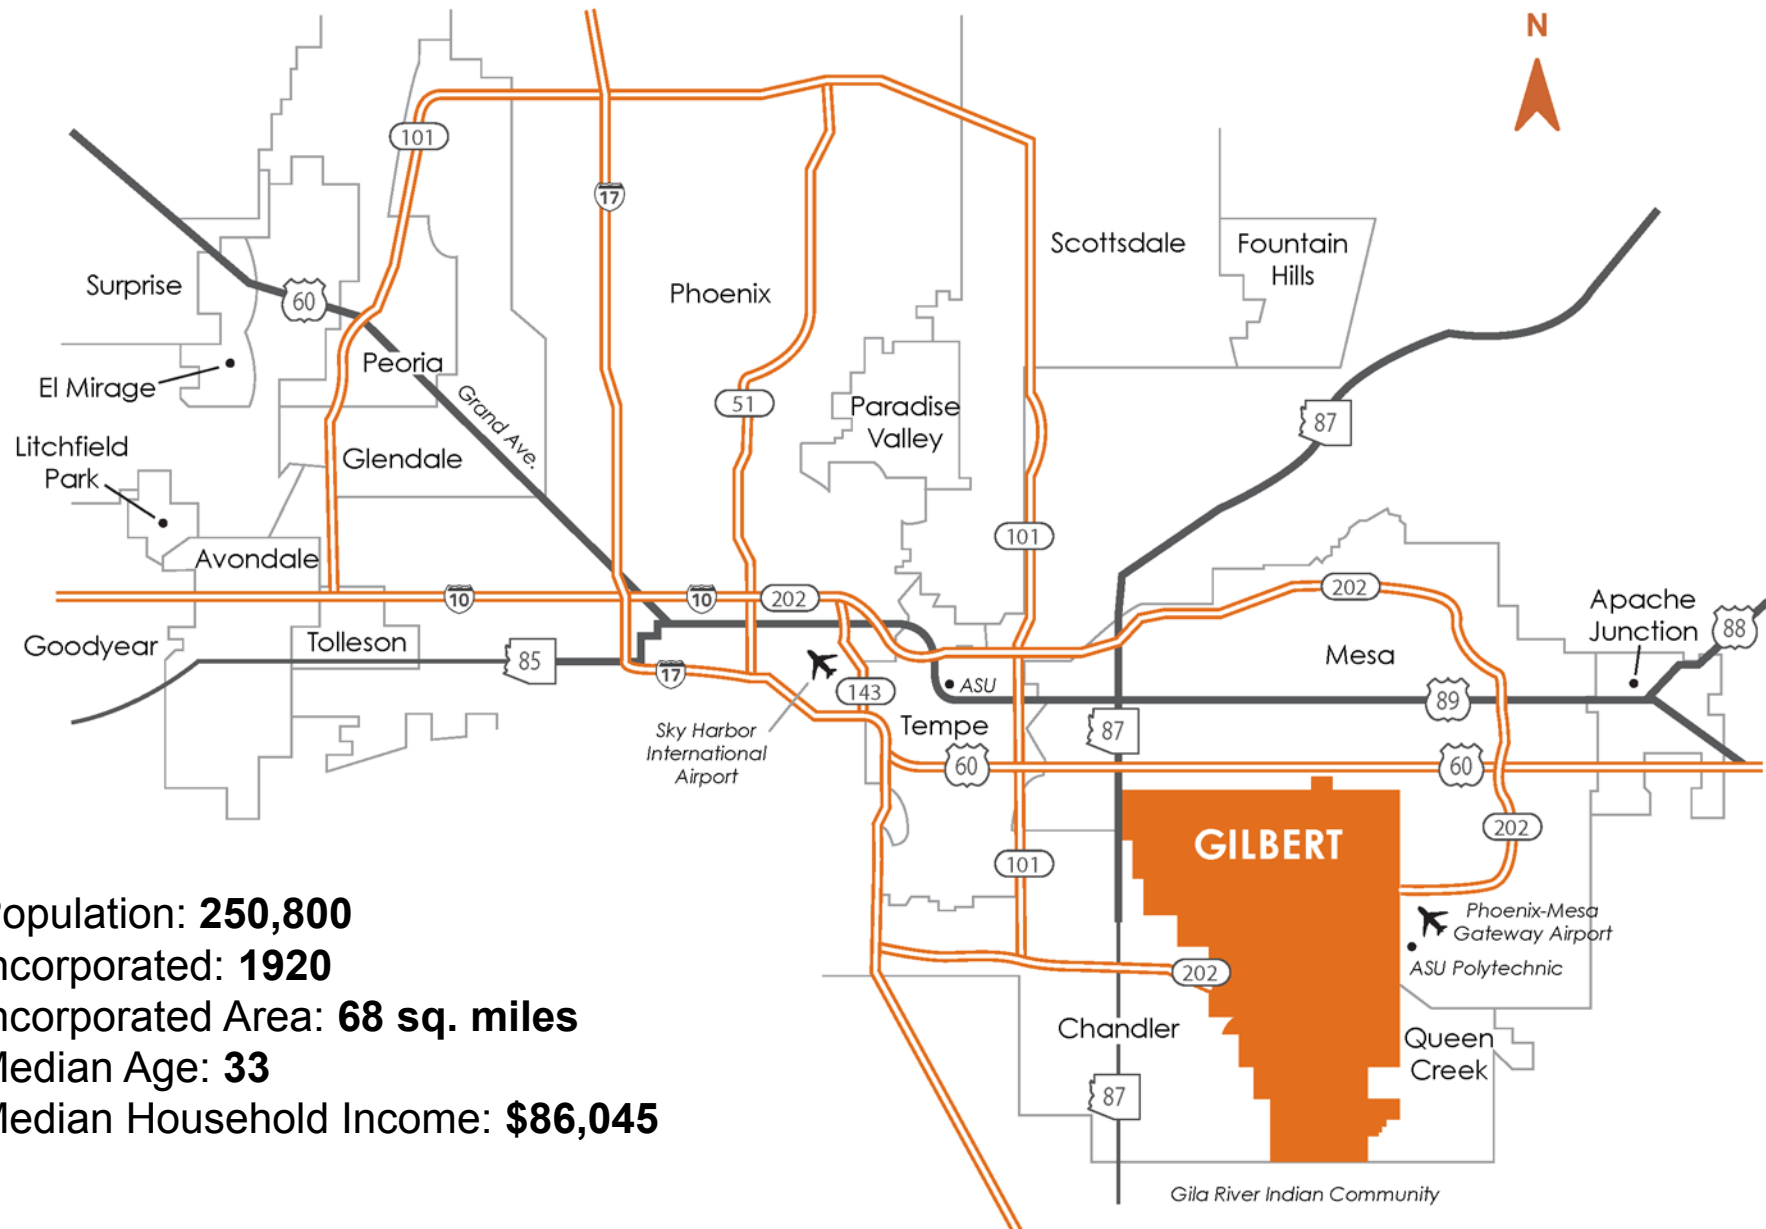 N
101
17
Scottsdale
Fountain
Hills
Surprise
60
Phoenix
El Mirage
Peoria
Grand Ave.
51
Paradise
Valley
87
Litchfield
Park
Glendale
101
Avondale
10
10
202
202
Apache
Junction
88
Goodyear
Tolleson
85
17
143
ASU
Mesa
89
Sky Harbor
International
Airport
Tempe
87
60
60
GILBERT
202
101
Phoenix-Mesa
Gateway Airport
ASU Polytechnic
202
Chandler
Queen
Creek
87
Gila River Indian Community
opulation: 250,800
ncorporated: 1920
ncorporated Area: 68 sq. miles
Median Age: 33
Median Household Income: $86,045